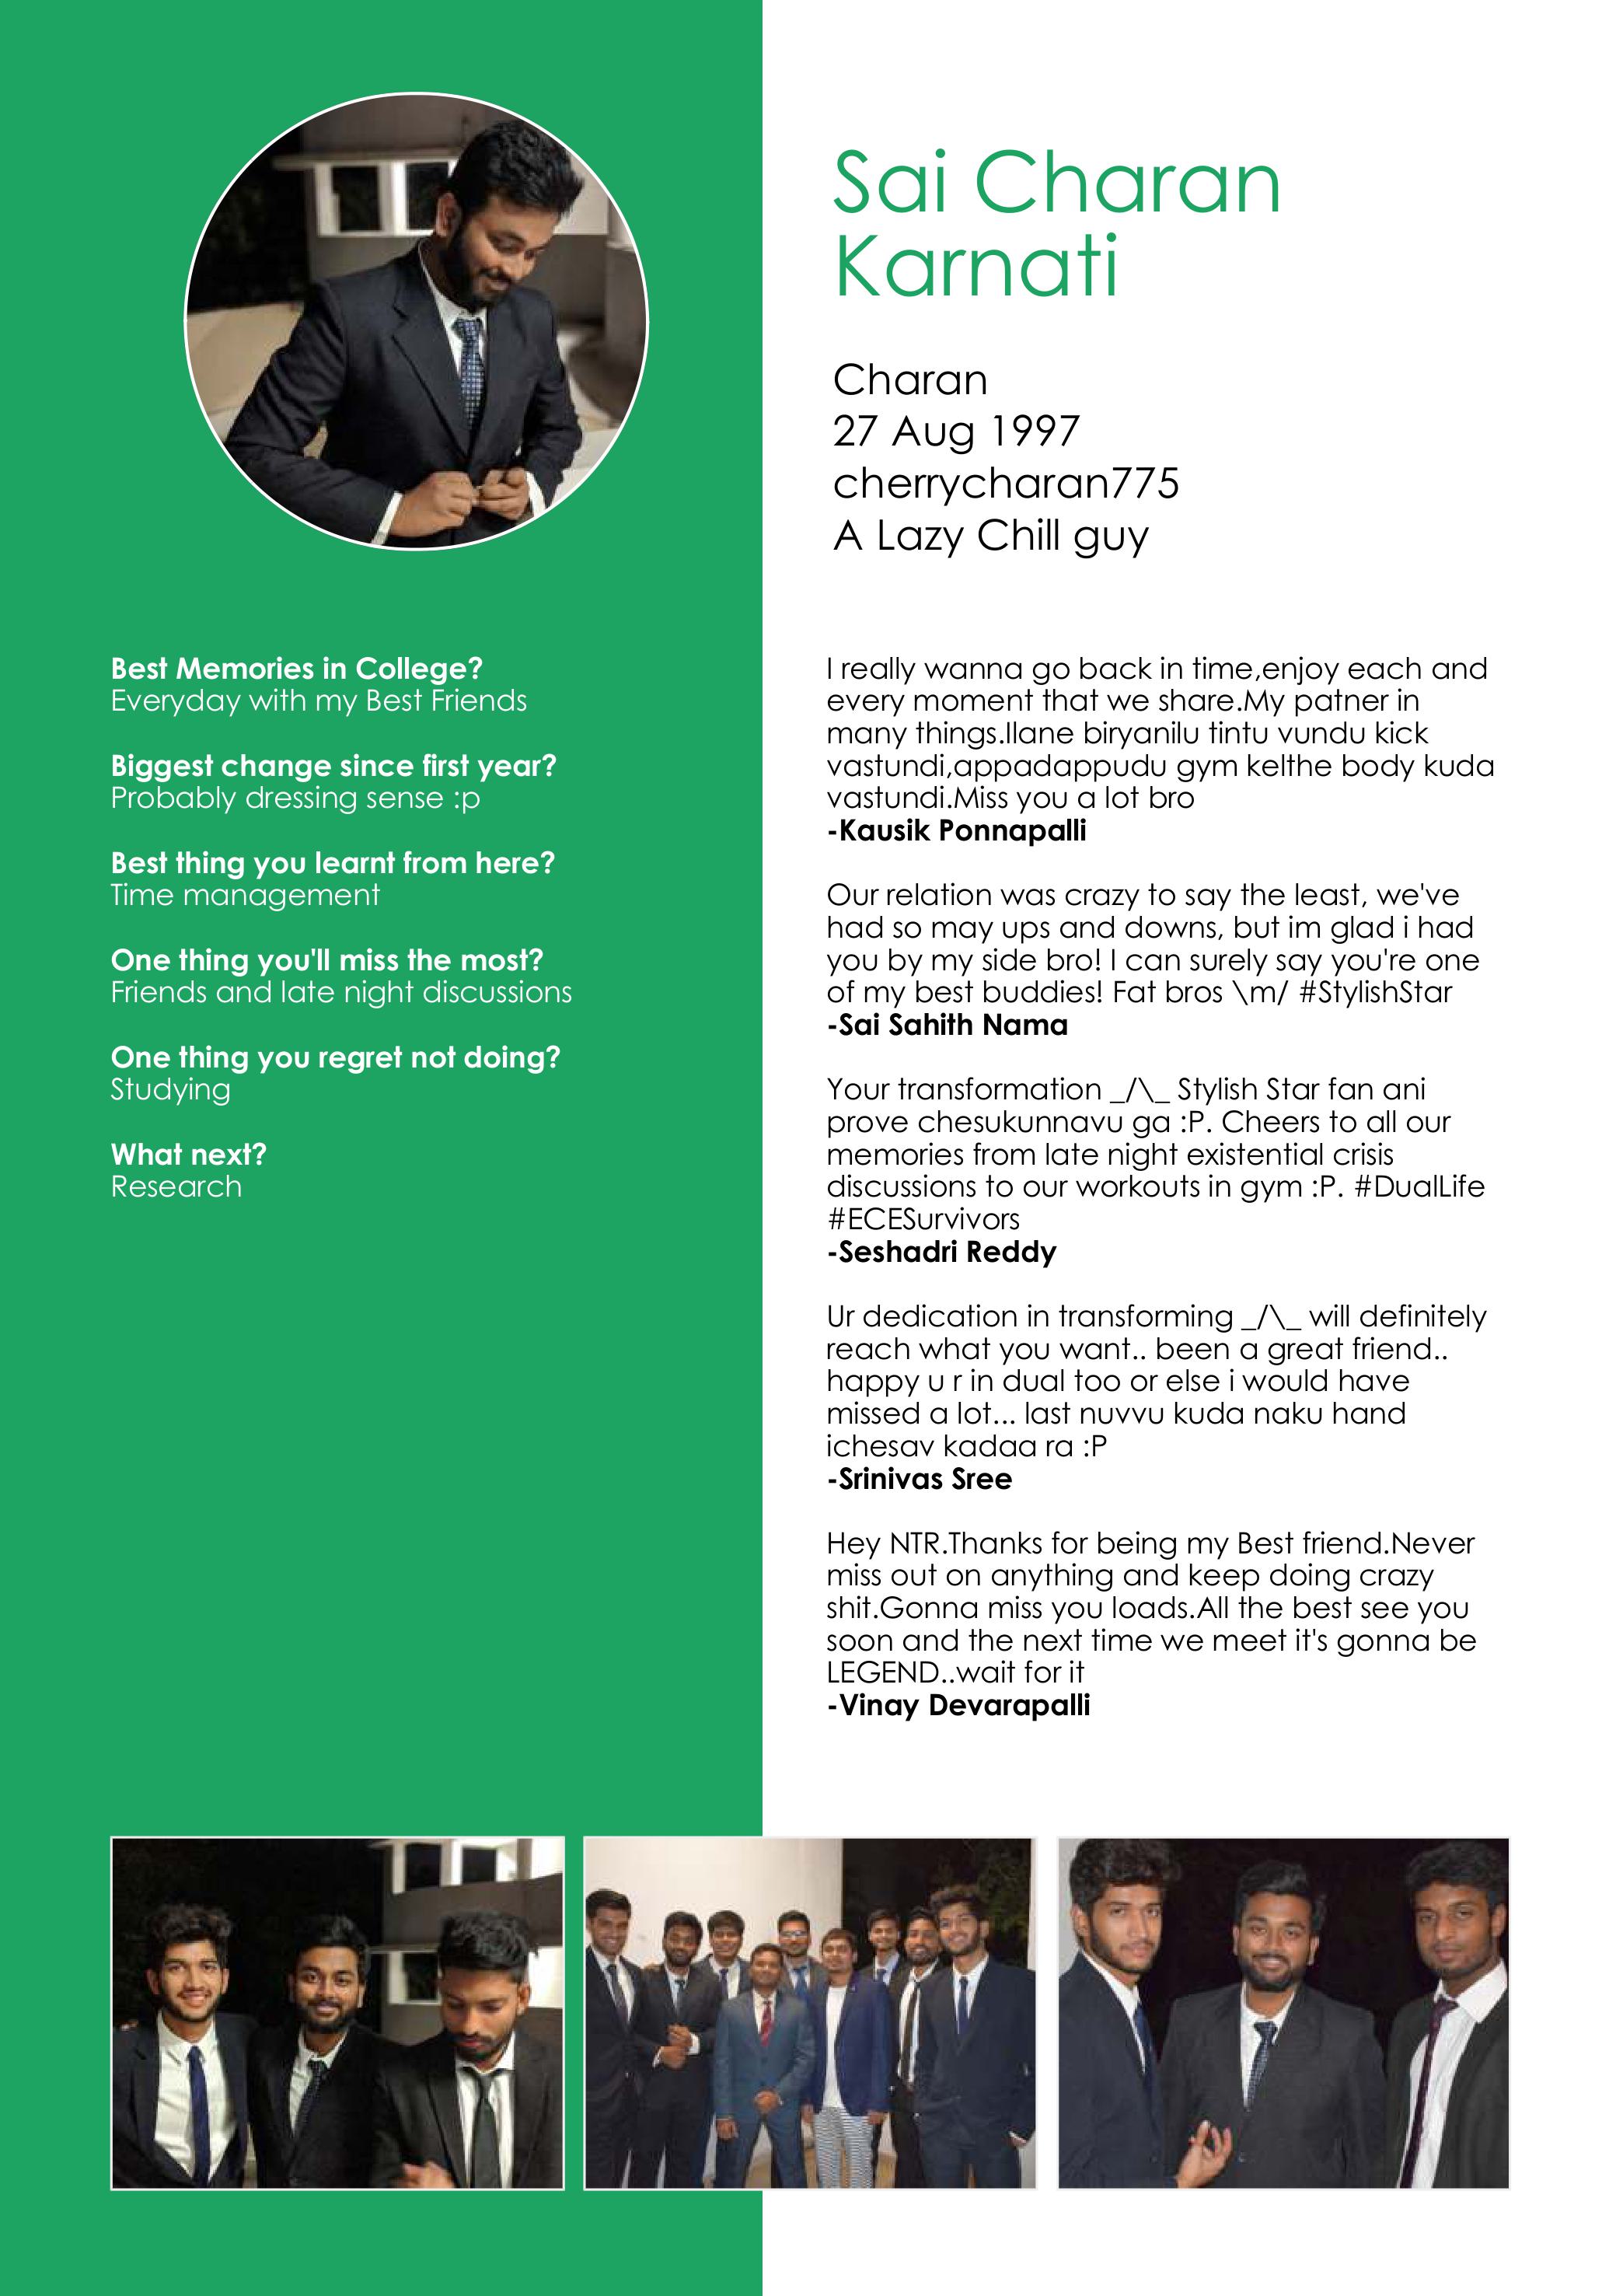 Sai Charan
Karnati
Charan
27 Aug 1997
cherrycharan775
A Lazy Chill guy
Best Memories in College?
Everyday with my Best Friends
Biggest change since first year?
Probably dressing sense :p
Best thing you learnt from here?
Time management
One thing you'll miss the most?
Friends and late night discussions
One thing you regret not doing?
Studying
What next?
Research
I really wanna go back in time,enjoy each and
every moment that we share.My patner in
many things.Ilane biryanilu tintu vundu kick
vastundi,appadappudu gym kelthe body kuda
vastundi.Miss you a lot bro
-Kausik Ponnapalli
Our relation was crazy to say the least, we've
had so may ups and downs, but im glad i had
you by my side bro! I can surely say you're one
of my best buddies! Fat bros \m/ #StylishStar
-Sai Sahith Nama
Your transformation _/\_ Stylish Star fan ani
prove chesukunnavu ga :P. Cheers to all our
memories from late night existential crisis
discussions to our workouts in gym :P. #DualLife
#ECESurvivors
-Seshadri Reddy
Ur dedication in transforming _/\_ will definitely
reach what you want.. been a great friend..
happy u r in dual too or else i would have
missed a lot... last nuvvu kuda naku hand
ichesav kadaa ra :P
-Srinivas Sree
Hey NTR.Thanks for being my Best friend.Never
miss out on anything and keep doing crazy
shit.Gonna miss you loads.All the best see you
soon and the next time we meet it's gonna be
LEGEND..wait for it
-Vinay Devarapalli